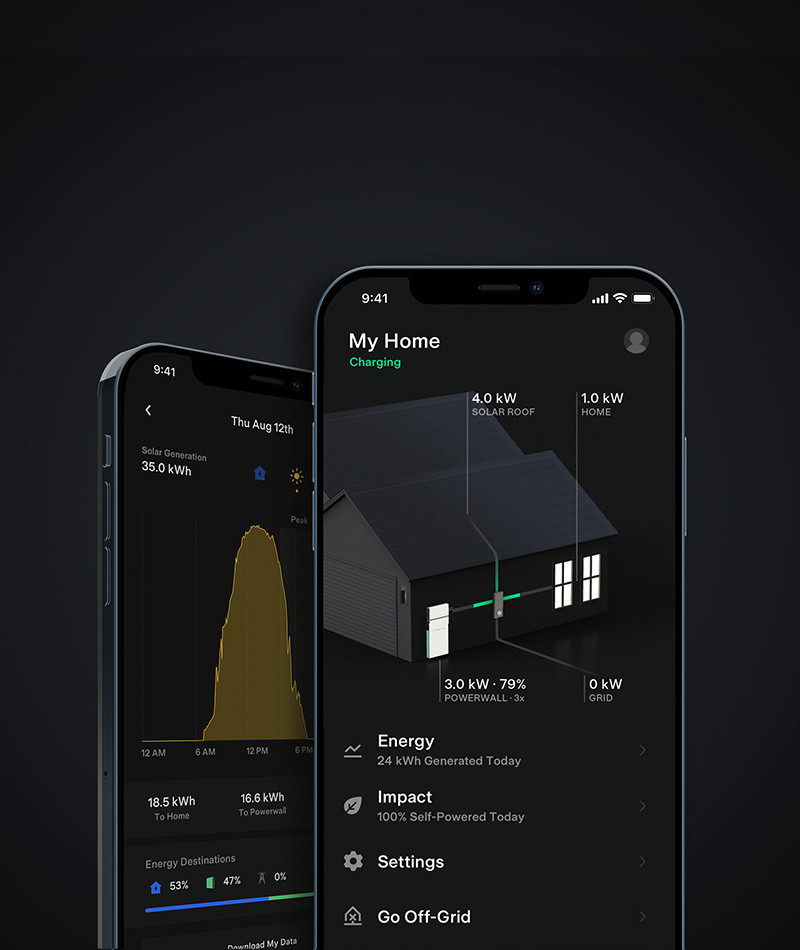 9:41
Thu Aug 12th
Solar Generation
35.0 kWh
Peak
12 AM 6 AM 12 PM 6 PM
18.5 kWh 16.6 kWh
To Home To Powerwall
Energy Destinations
53% 47% 0%
Download My Data
9:41
My Home
Charging
4.0 kW 1.0 kW
SOLAR ROOF HOME
3.0 kW · 79% 0 kW
POWERWALL · 3x GRID
Energy
24 kWh Generated Today
Impact
100% Self-Powered Today
Settings
Go Off-Grid